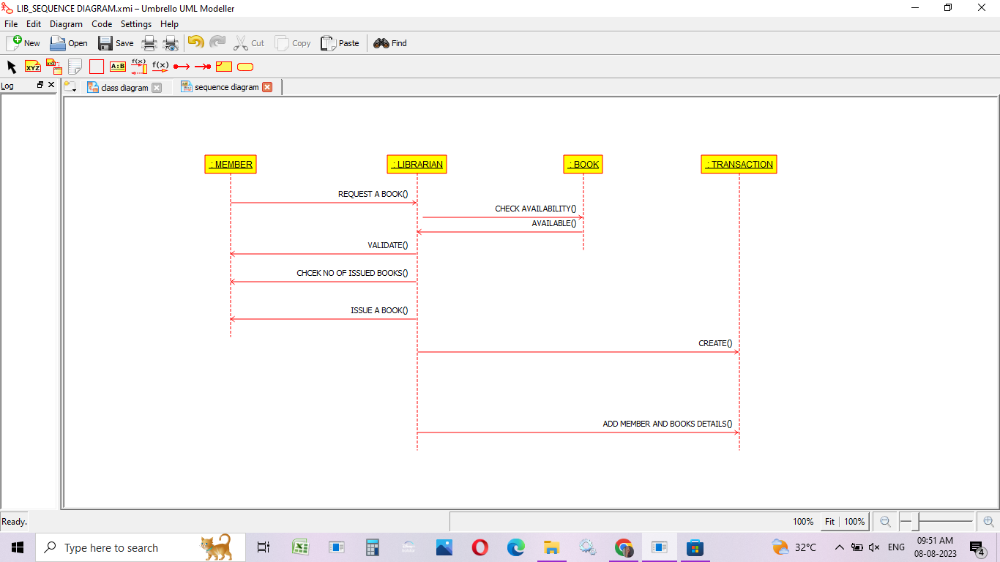 LIB_SEQUENCE DIAGRAM.xmi – Umbrello UML Modeller
File Edit Diagram Code Settings Help
New Open Save Cut Copy Paste Find
XYZ XYZ A:B f(x) f(x)
Log class diagram sequence diagram
: MEMBER : LIBRARIAN : BOOK : TRANSACTION
REQUEST A BOOK()
CHECK AVAILABILITY()
AVAILABLE()
VALIDATE()
CHCEK NO OF ISSUED BOOKS()
ISSUE A BOOK()
CREATE()
ADD MEMBER AND BOOKS DETAILS()
Ready. 100% Fit 100%
Type here to search 32°C ENG 09:51 AM
08-08-2023 4